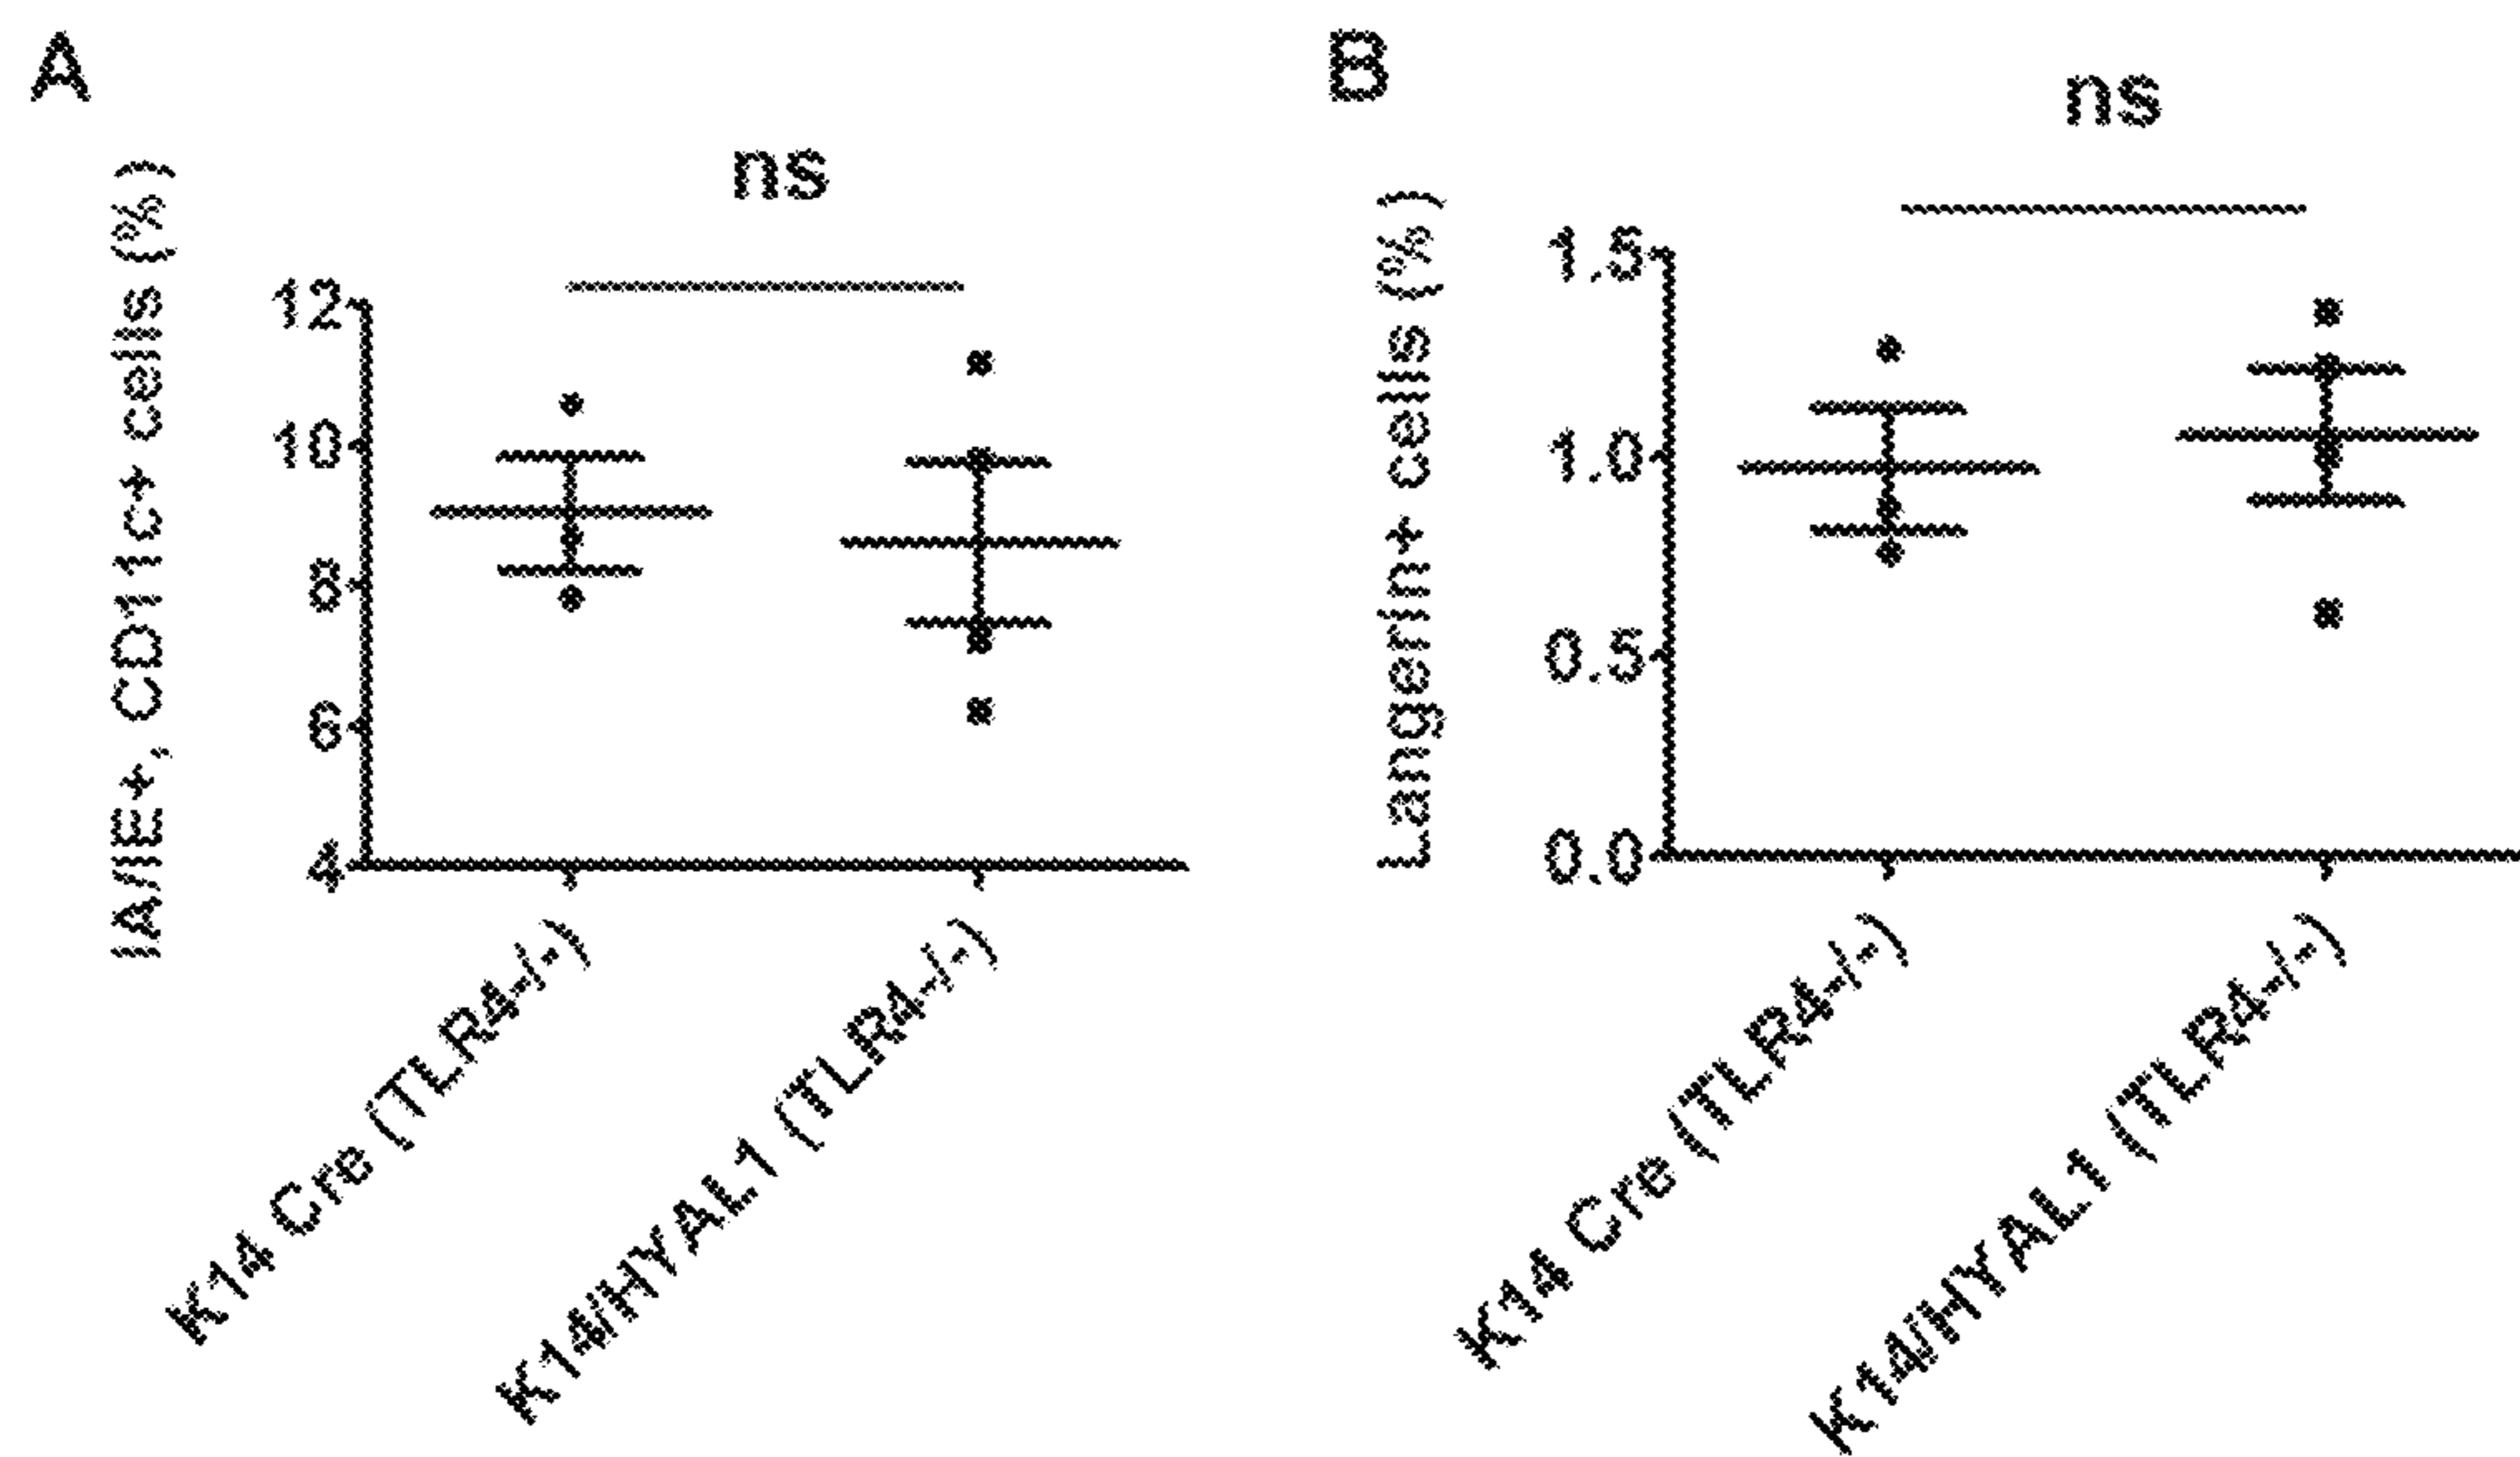 A
ns
IA/IE+, CD11c+ cells (%)
12
10
8
6
4
K14 Cre (TLR4-/-)
K14/HYAL1 (TLR4-/-)
B
ns
Langerin+ cells (%)
1.5
1.0
0.5
0.0
K14 Cre (TLR4-/-)
K14/HYAL1 (TLR4-/-)